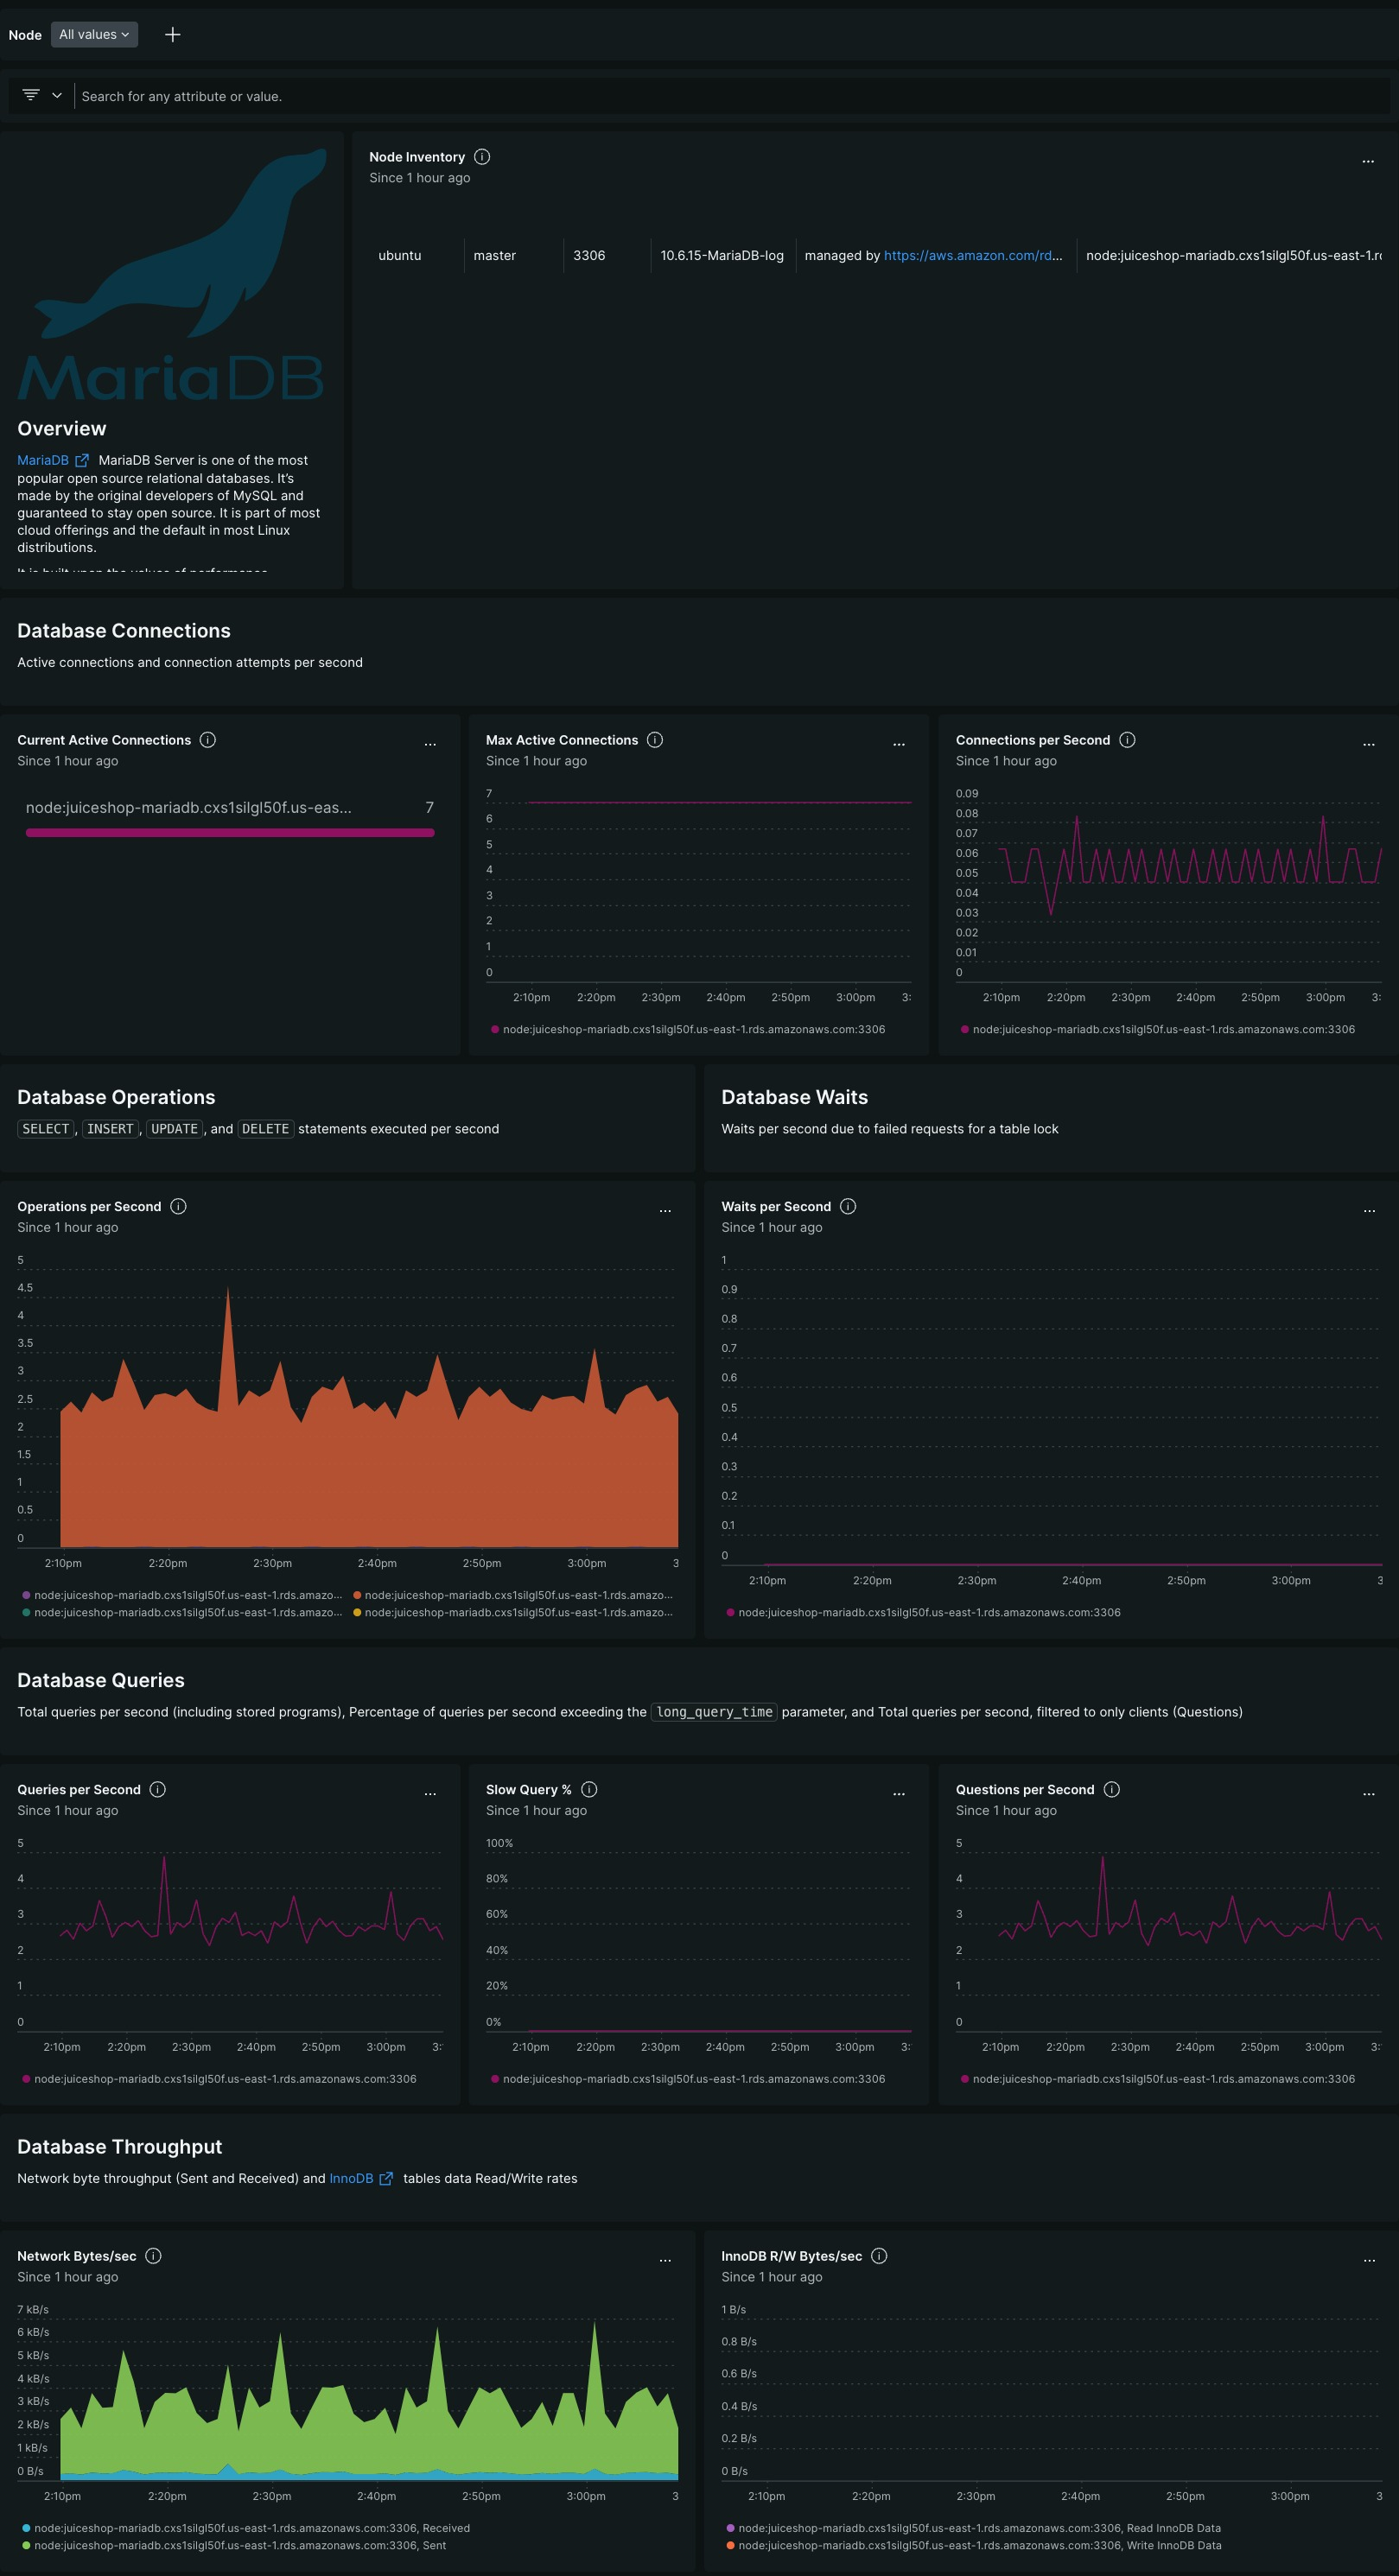 Node All values
Search for any attribute or value.
MariaDB
Overview
MariaDB MariaDB Server is one of the most
popular open source relational databases. It’s
made by the original developers of MySQL and
guaranteed to stay open source. It is part of most
cloud offerings and the default in most Linux
distributions.
Node Inventory
Since 1 hour ago
ubuntu master 3306 10.6.15-MariaDB-log managed by https://aws.amazon.com/rd... node:juiceshop-mariadb.cxs1silgl50f.us-east-1.r
Database Connections
Active connections and connection attempts per second
Current Active Connections
Since 1 hour ago
node:juiceshop-mariadb.cxs1silgl50f.us-eas... 7
Max Active Connections
Since 1 hour ago
7
6
5
4
3
2
1
0
2:10pm 2:20pm 2:30pm 2:40pm 2:50pm 3:00pm 3:
node:juiceshop-mariadb.cxs1silgl50f.us-east-1.rds.amazonaws.com:3306
Connections per Second
Since 1 hour ago
0.09
0.08
0.07
0.06
0.05
0.04
0.03
0.02
0.01
0
2:10pm 2:20pm 2:30pm 2:40pm 2:50pm 3:00pm 3:
node:juiceshop-mariadb.cxs1silgl50f.us-east-1.rds.amazonaws.com:3306
Database Operations
SELECT, INSERT, UPDATE, and DELETE statements executed per second
Database Waits
Waits per second due to failed requests for a table lock
Operations per Second
Since 1 hour ago
5
4.5
4
3.5
3
2.5
2
1.5
1
0.5
0
2:10pm 2:20pm 2:30pm 2:40pm 2:50pm 3:00pm 3
node:juiceshop-mariadb.cxs1silgl50f.us-east-1.rds.amazo... node:juiceshop-mariadb.cxs1silgl50f.us-east-1.rds.amazo...
node:juiceshop-mariadb.cxs1silgl50f.us-east-1.rds.amazo... node:juiceshop-mariadb.cxs1silgl50f.us-east-1.rds.amazo...
Waits per Second
Since 1 hour ago
1
0.9
0.8
0.7
0.6
0.5
0.4
0.3
0.2
0.1
0
2:10pm 2:20pm 2:30pm 2:40pm 2:50pm 3:00pm 3
node:juiceshop-mariadb.cxs1silgl50f.us-east-1.rds.amazonaws.com:3306
Database Queries
Total queries per second (including stored programs), Percentage of queries per second exceeding the long_query_time parameter, and Total queries per second, filtered to only clients (Questions)
Queries per Second
Since 1 hour ago
5
4
3
2
1
0
2:10pm 2:20pm 2:30pm 2:40pm 2:50pm 3:00pm 3:
node:juiceshop-mariadb.cxs1silgl50f.us-east-1.rds.amazonaws.com:3306
Slow Query %
Since 1 hour ago
100%
80%
60%
40%
20%
0%
2:10pm 2:20pm 2:30pm 2:40pm 2:50pm 3:00pm 3:
node:juiceshop-mariadb.cxs1silgl50f.us-east-1.rds.amazonaws.com:3306
Questions per Second
Since 1 hour ago
5
4
3
2
1
0
2:10pm 2:20pm 2:30pm 2:40pm 2:50pm 3:00pm 3:
node:juiceshop-mariadb.cxs1silgl50f.us-east-1.rds.amazonaws.com:3306
Database Throughput
Network byte throughput (Sent and Received) and InnoDB tables data Read/Write rates
Network Bytes/sec
Since 1 hour ago
7 kB/s
6 kB/s
5 kB/s
4 kB/s
3 kB/s
2 kB/s
1 kB/s
0 B/s
2:10pm 2:20pm 2:30pm 2:40pm 2:50pm 3:00pm 3
node:juiceshop-mariadb.cxs1silgl50f.us-east-1.rds.amazonaws.com:3306, Received
node:juiceshop-mariadb.cxs1silgl50f.us-east-1.rds.amazonaws.com:3306, Sent
InnoDB R/W Bytes/sec
Since 1 hour ago
1 B/s
0.8 B/s
0.6 B/s
0.4 B/s
0.2 B/s
0 B/s
2:10pm 2:20pm 2:30pm 2:40pm 2:50pm 3:00pm 3
node:juiceshop-mariadb.cxs1silgl50f.us-east-1.rds.amazonaws.com:3306, Read InnoDB Data
node:juiceshop-mariadb.cxs1silgl50f.us-east-1.rds.amazonaws.com:3306, Write InnoDB Data